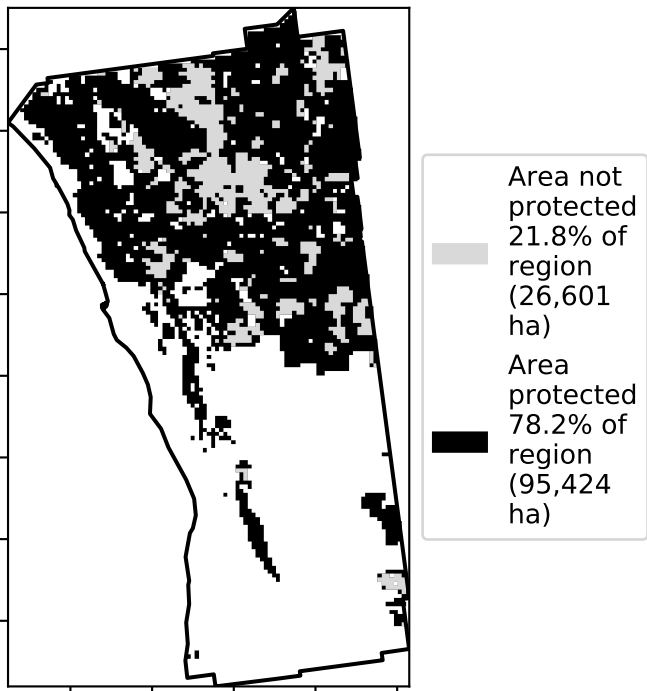 Area not
protected
21.8% of
region
(26,601
ha)
Area
protected
78.2% of
region
(95,424
ha)